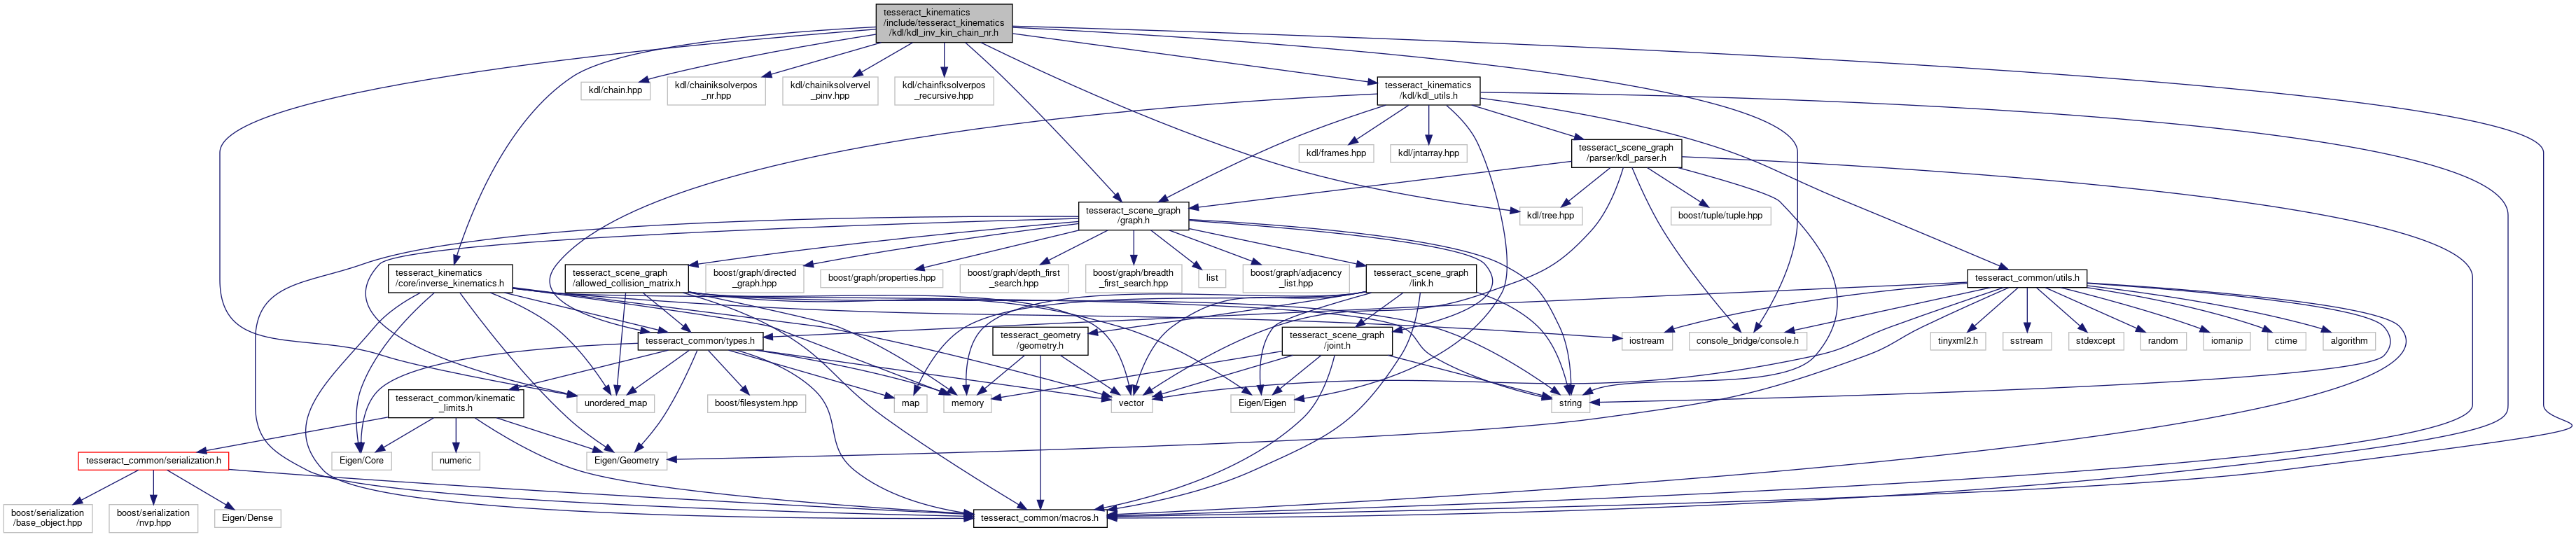 tesseract_kinematics
/include/tesseract_kinematics
/kdl/kdl_inv_kin_chain_nr.h
kdl/chain.hpp
kdl/chainiksolverpos
_nr.hpp
kdl/chainiksolvervel
_pinv.hpp
kdl/chainfksolverpos
_recursive.hpp
tesseract_kinematics
/kdl/kdl_utils.h
kdl/frames.hpp
kdl/jntarray.hpp
tesseract_scene_graph
/parser/kdl_parser.h
tesseract_scene_graph
/graph.h
kdl/tree.hpp
boost/tuple/tuple.hpp
tesseract_kinematics
/core/inverse_kinematics.h
tesseract_scene_graph
/allowed_collision_matrix.h
boost/graph/directed
_graph.hpp
boost/graph/properties.hpp
boost/graph/depth_first
_search.hpp
boost/graph/breadth
_first_search.hpp
list
boost/graph/adjacency
_list.hpp
tesseract_scene_graph
/link.h
tesseract_common/utils.h
tesseract_common/types.h
tesseract_geometry
/geometry.h
tesseract_scene_graph
/joint.h
iostream
console_bridge/console.h
tinyxml2.h
sstream
stdexcept
random
iomanip
ctime
algorithm
tesseract_common/kinematic
_limits.h
unordered_map
boost/filesystem.hpp
map
memory
vector
Eigen/Eigen
string
tesseract_common/serialization.h
Eigen/Core
numeric
Eigen/Geometry
boost/serialization
/base_object.hpp
boost/serialization
/nvp.hpp
Eigen/Dense
tesseract_common/macros.h